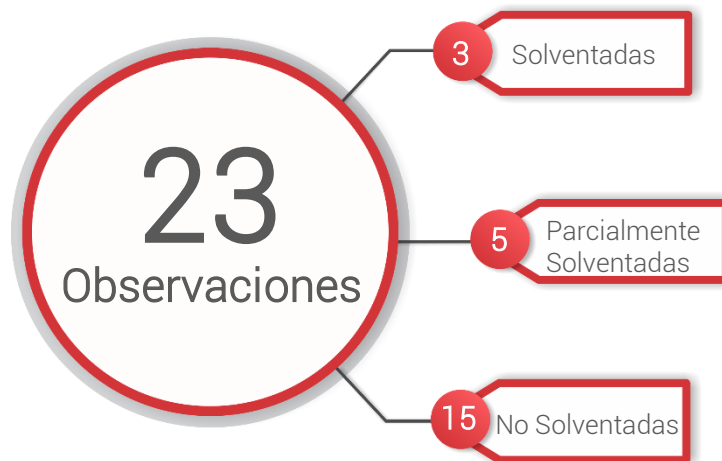 23
Observaciones
3
Solventadas
5
Parcialmente
Solventadas
15
No Solventadas